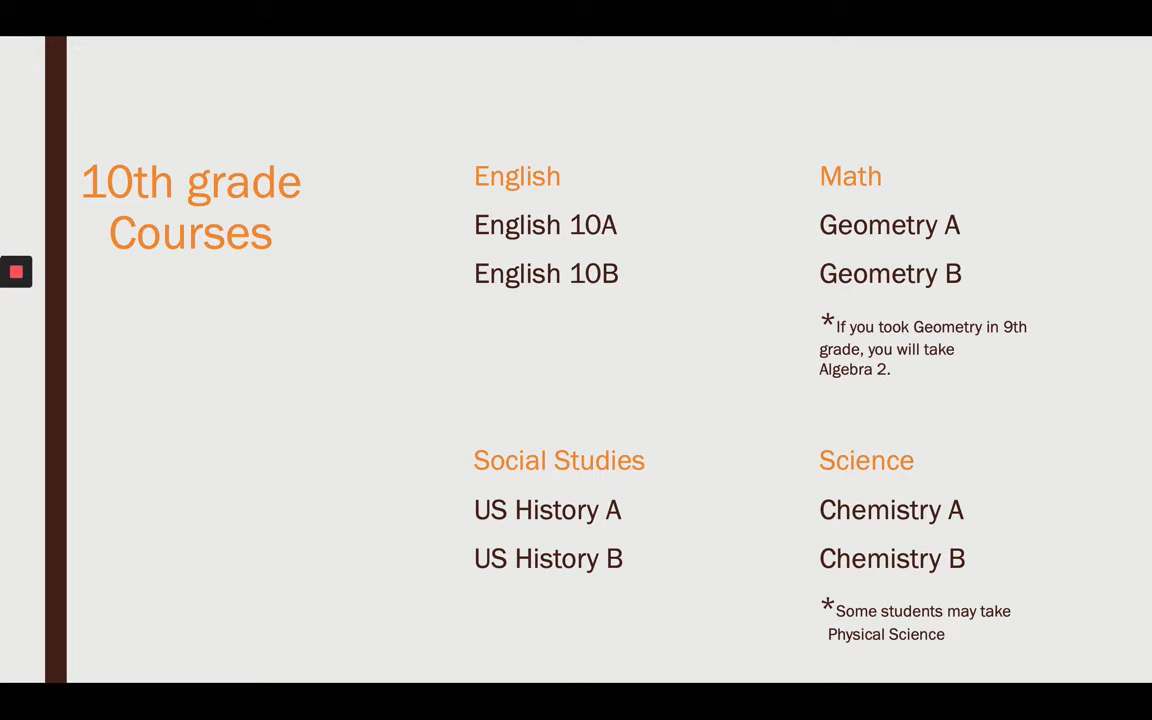 10th grade
Courses
English
English 10A
English 10B
Math
Geometry A
Geometry B
*If you took Geometry in 9th
grade, you will take
Algebra 2.
Social Studies
US History A
US History B
Science
Chemistry A
Chemistry B
*Some students may take
Physical Science